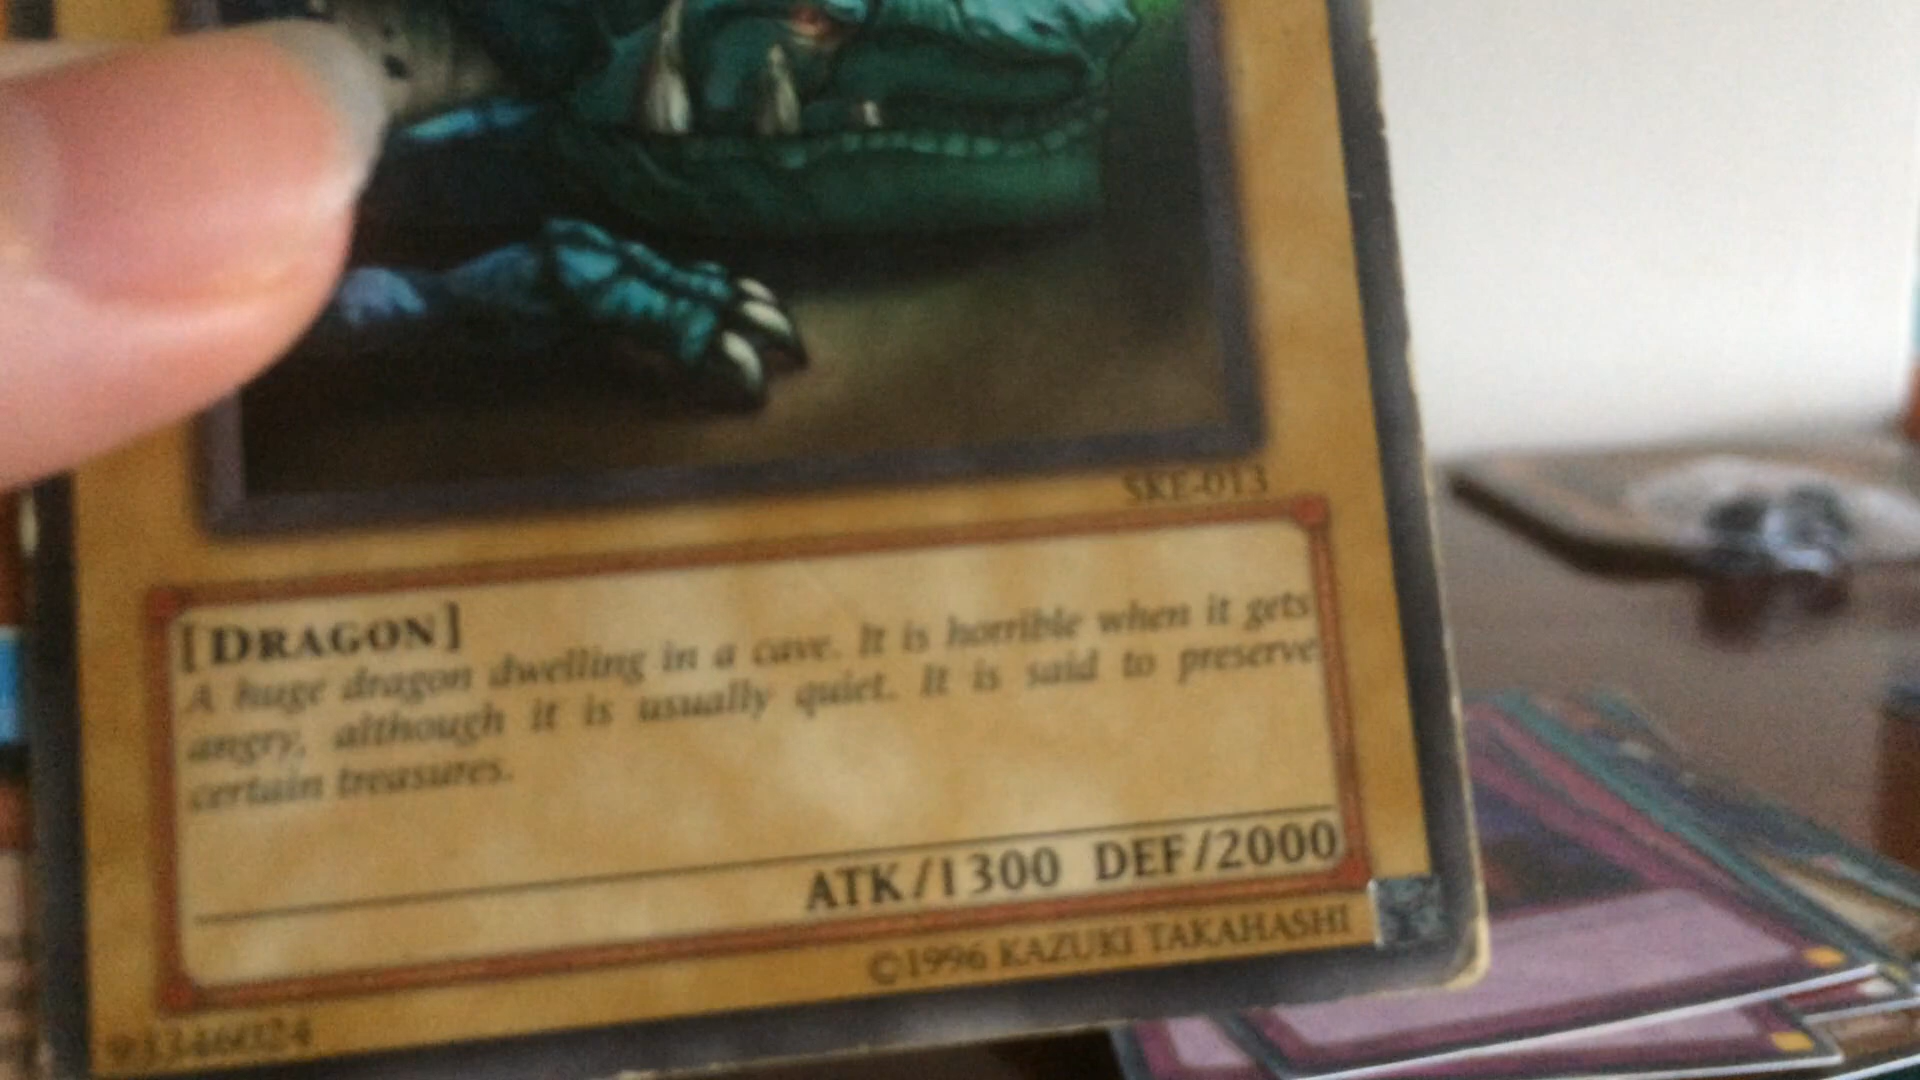 SKE-013
[DRAGON]
A huge dragon dwelling in a cave. It is horrible when it gets
angry, although it is usually quiet. It is said to preserve
certain treasures.
ATK/1300 DEF/2000
©1996 KAZUKI TAKAHASHI
93346024